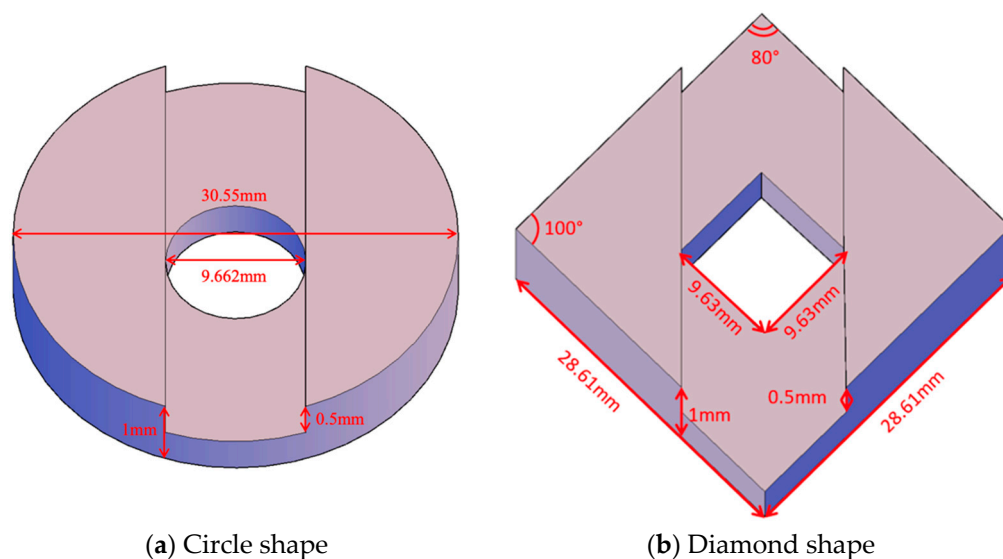 30.55mm
9.662mm
1mm
0.5mm
80°
100°
9.63mm
9.63mm
28.61mm
28.61mm
1mm
0.5mm
(a) Circle shape
(b) Diamond shape